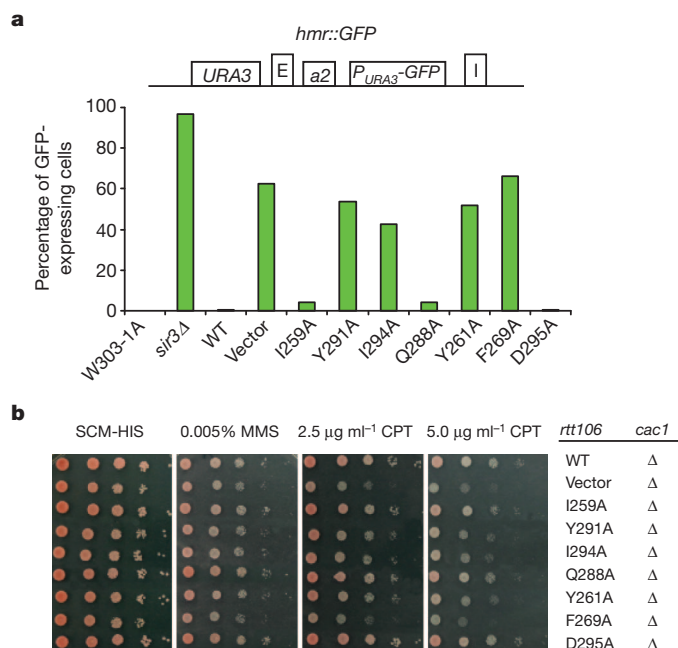 a
hmr::GFP
URA3 E a2 P_URA3-GFP I
Percentage of GFP-
expressing cells
100
80
60
40
20
0
W303-1A sir3Δ WT Vector I259A Y291A I294A Q288A Y261A F269A D295A
b
SCM-HIS 0.005% MMS 2.5 μg ml⁻¹ CPT 5.0 μg ml⁻¹ CPT rtt106 cac1
WT Δ
Vector Δ
I259A Δ
Y291A Δ
I294A Δ
Q288A Δ
Y261A Δ
F269A Δ
D295A Δ